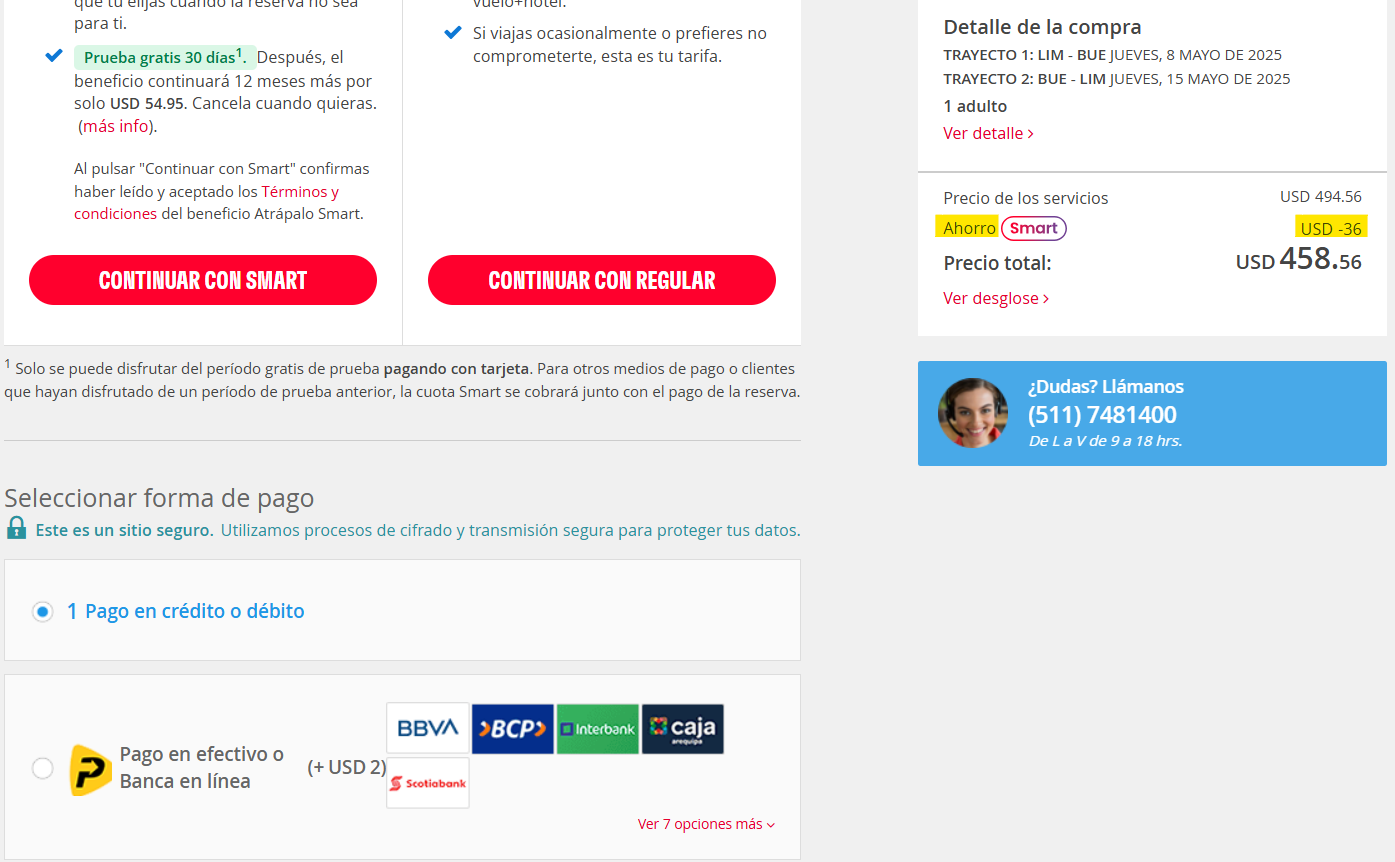 que tu elijas cuando la reserva no sea
para ti.
Prueba gratis 30 días1. Después, el
beneficio continuará 12 meses más por
solo USD 54.95. Cancela cuando quieras.
(más info).
Al pulsar "Continuar con Smart" confirmas
haber leído y aceptado los Términos y
condiciones del beneficio Atrápalo Smart.
CONTINUAR CON SMART
vuelo+hotel.
Si viajas ocasionalmente o prefieres no
comprometerte, esta es tu tarifa.
CONTINUAR CON REGULAR
1 Solo se puede disfrutar del período gratis de prueba pagando con tarjeta. Para otros medios de pago o clientes
que hayan disfrutado de un período de prueba anterior, la cuota Smart se cobrará junto con el pago de la reserva.
Seleccionar forma de pago
Este es un sitio seguro. Utilizamos procesos de cifrado y transmisión segura para proteger tus datos.
1 Pago en crédito o débito
Pago en efectivo o
Banca en línea
(+ USD 2)
BBVA
BCP
Interbank
caja
arequipa
Scotiabank
Ver 7 opciones más
Detalle de la compra
TRAYECTO 1: LIM - BUE JUEVES, 8 MAYO DE 2025
TRAYECTO 2: BUE - LIM JUEVES, 15 MAYO DE 2025
1 adulto
Ver detalle
Precio de los servicios USD 494.56
Ahorro Smart USD -36
Precio total: USD 458.56
Ver desglose
¿Dudas? Llámanos
(511) 7481400
De L a V de 9 a 18 hrs.